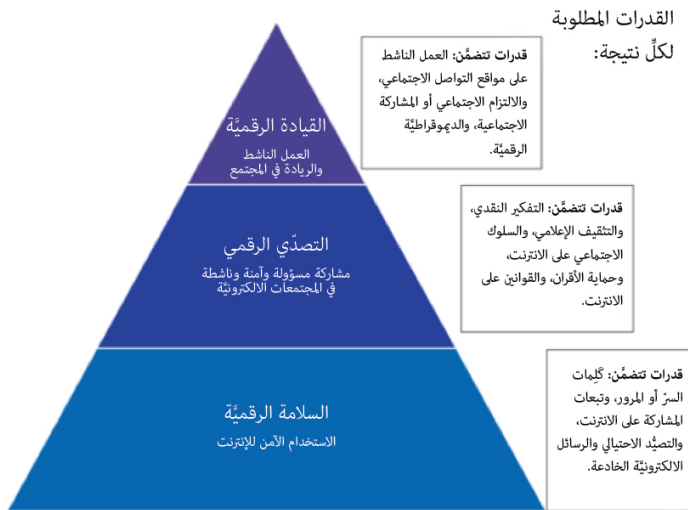 القدرات المطلوبة
لكلِّ نتيجة:
قدرات تتضمَّن: العمل الناشط
على مواقع التواصل الاجتماعي،
والالتزام الاجتماعي أو المشاركة
الاجتماعية، والديموقراطيَّة
الرقميَّة.
القيادة الرقميَّة
العمل الناشط
والريادة في المجتمع
قدرات تتضمَّن: التفكير النقدي،
والتثقيف الإعلامي، والسلوك
الاجتماعي على الانترنت،
وحماية الأقران، والقوانين على
الانترنت.
التصدّي الرقمي
مشاركة مسؤولة وآمنة وناشطة
في المجتمعات الالكترونيَّة
قدرات تتضمَّن: كَلِمات
السرّ أو المرور، وتبعات
المشاركة على الانترنت،
والتصيُّد الاحتيالي والرسائل
الالكترونيَّة الخادعة.
السلامة الرقميَّة
الاستخدام الآمن للإنترنت